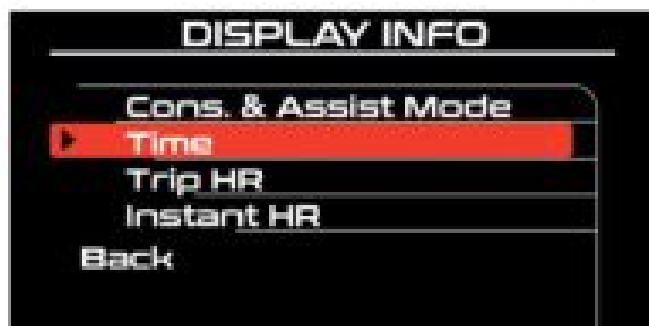 DISPLAY INFO
Cons. & Assist Mode
Time
Trip HR
Instant HR
Back